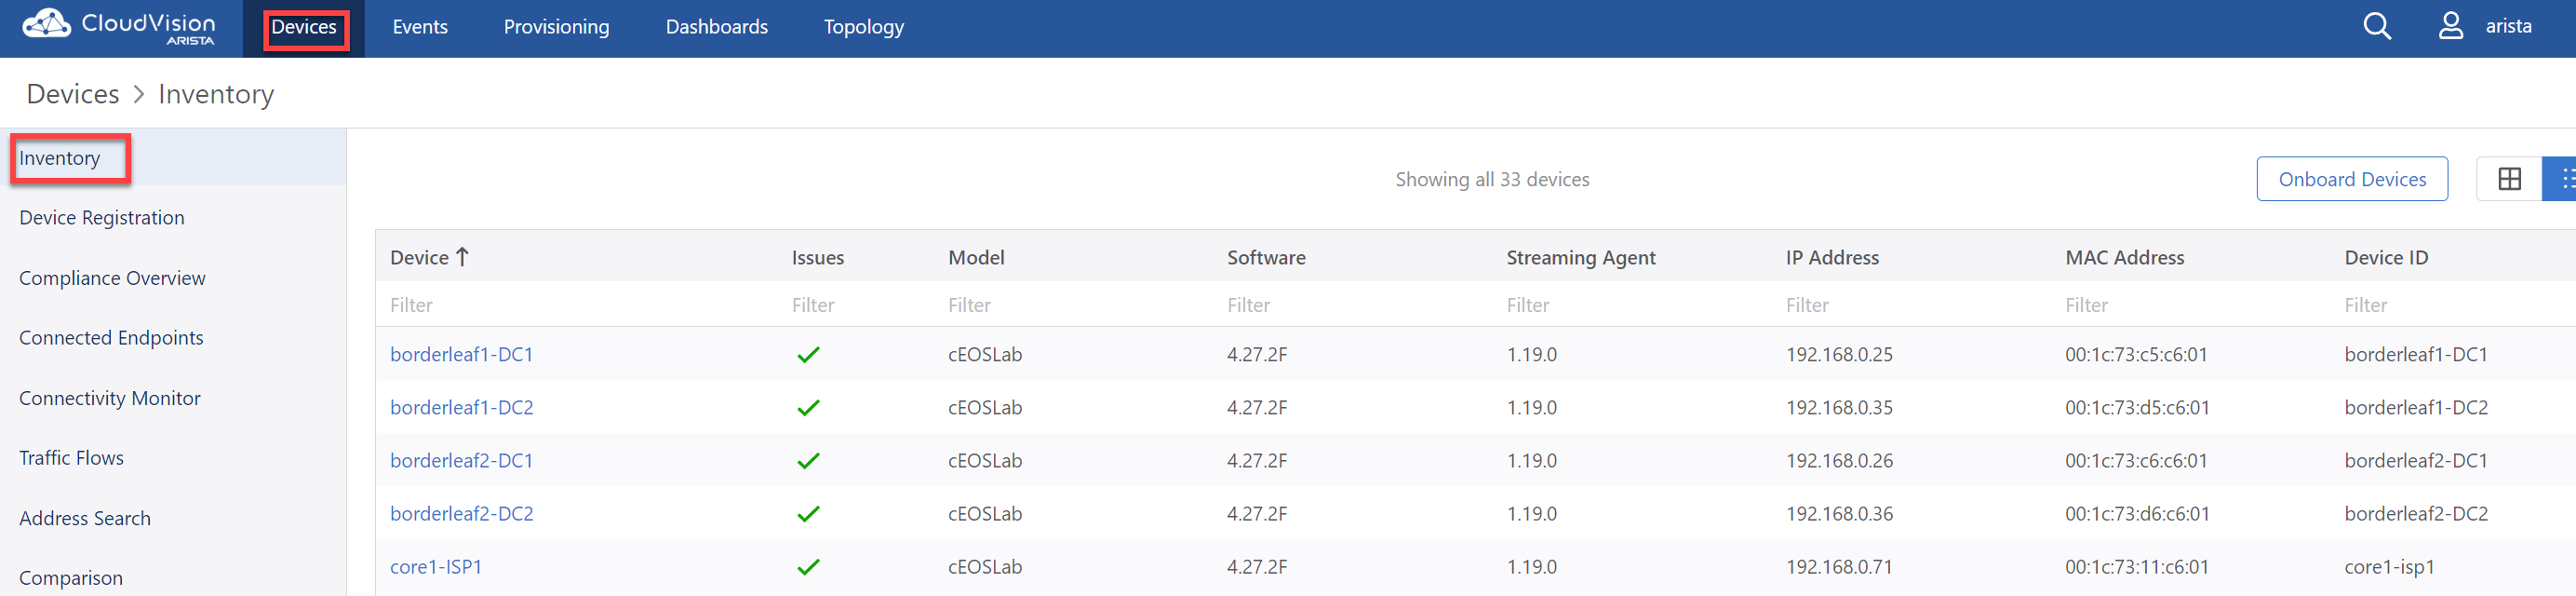 CloudVision
ARISTA
Devices Events Provisioning Dashboards Topology arista
Devices > Inventory
Inventory
Device Registration
Compliance Overview
Connected Endpoints
Connectivity Monitor
Traffic Flows
Address Search
Comparison
Showing all 33 devices Onboard Devices
Device ↑ Issues Model Software Streaming Agent IP Address MAC Address Device ID
Filter Filter Filter Filter Filter Filter Filter Filter
borderleaf1-DC1 cEOSLab 4.27.2F 1.19.0 192.168.0.25 00:1c:73:c5:c6:01 borderleaf1-DC1
borderleaf1-DC2 cEOSLab 4.27.2F 1.19.0 192.168.0.35 00:1c:73:d5:c6:01 borderleaf1-DC2
borderleaf2-DC1 cEOSLab 4.27.2F 1.19.0 192.168.0.26 00:1c:73:c6:c6:01 borderleaf2-DC1
borderleaf2-DC2 cEOSLab 4.27.2F 1.19.0 192.168.0.36 00:1c:73:d6:c6:01 borderleaf2-DC2
core1-ISP1 cEOSLab 4.27.2F 1.19.0 192.168.0.71 00:1c:73:11:c6:01 core1-isp1